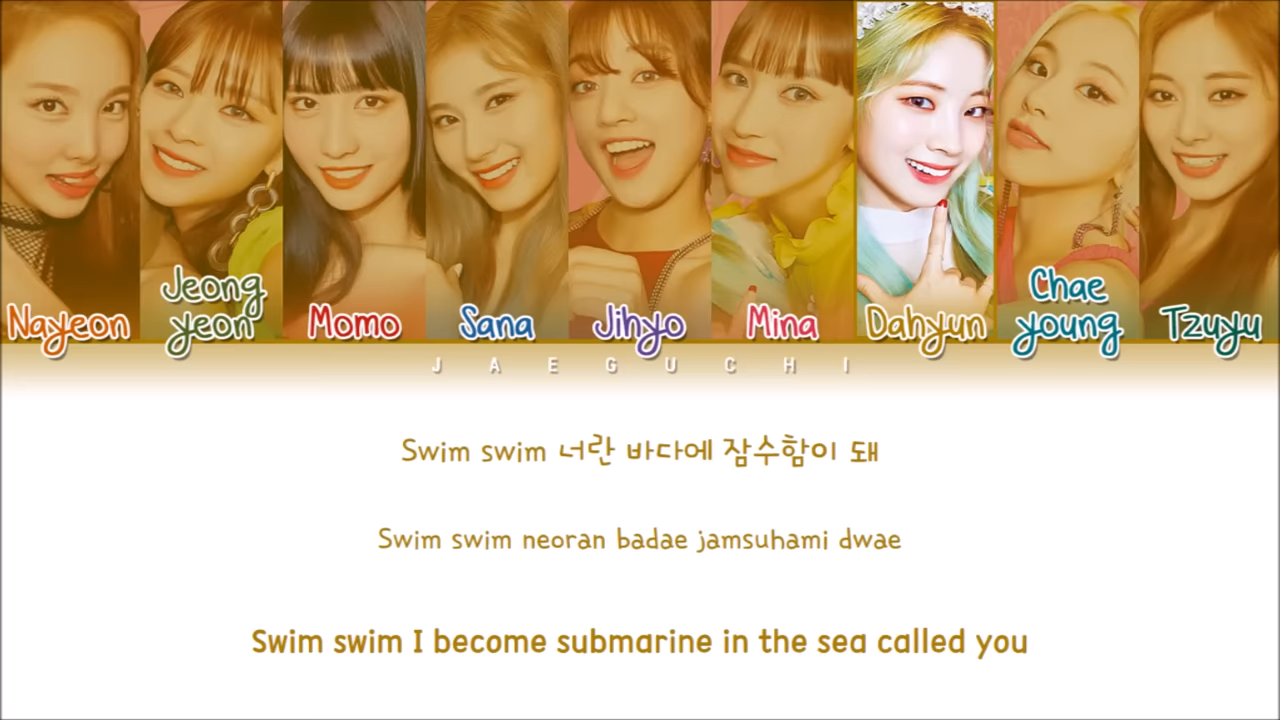 Nayeon
Jeong
yeon
Momo
Sana
Jihyo
Mina
Dahyun
Chae
young
Tzuyu
JAEGUCHI
Swim swim 너란 바다에 잠수함이 돼
Swim swim neoran badae jamsuhami dwae
Swim swim I become submarine in the sea called you